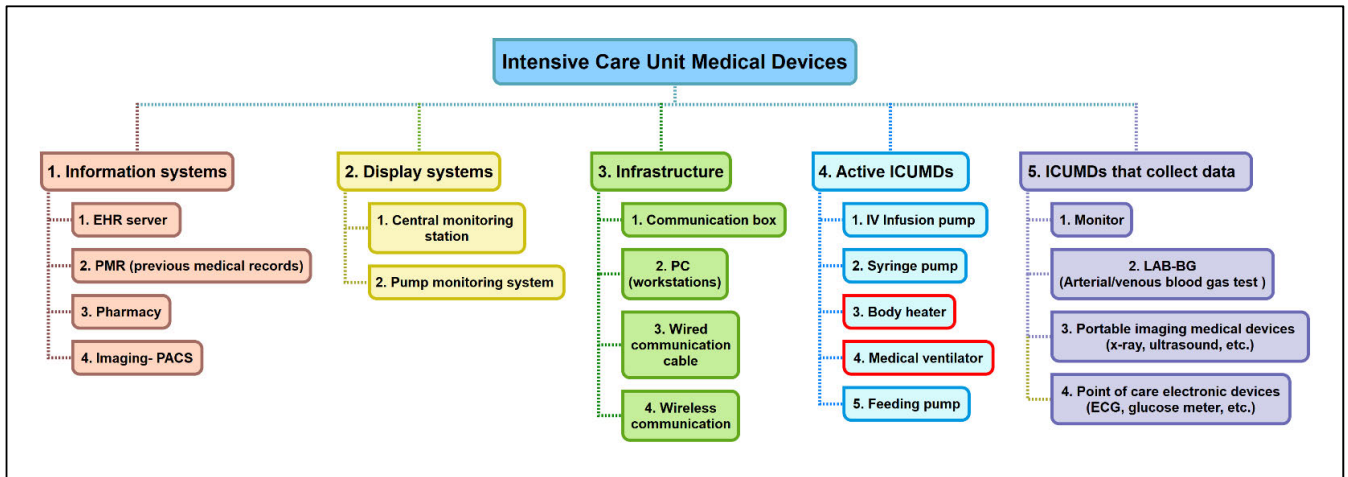 Intensive Care Unit Medical Devices
1. Information systems
1. EHR server
2. PMR (previous medical records)
3. Pharmacy
4. Imaging- PACS
2. Display systems
1. Central monitoring
station
2. Pump monitoring system
3. Infrastructure
1. Communication box
2. PC
(workstations)
3. Wired
communication
cable
4. Wireless
communication
4. Active ICUMDs
1. IV Infusion pump
2. Syringe pump
3. Body heater
4. Medical ventilator
5. Feeding pump
5. ICUMDs that collect data
1. Monitor
2. LAB-BG
(Arterial/venous blood gas test )
3. Portable imaging medical devices
(x-ray, ultrasound, etc.)
4. Point of care electronic devices
(ECG, glucose meter, etc.)